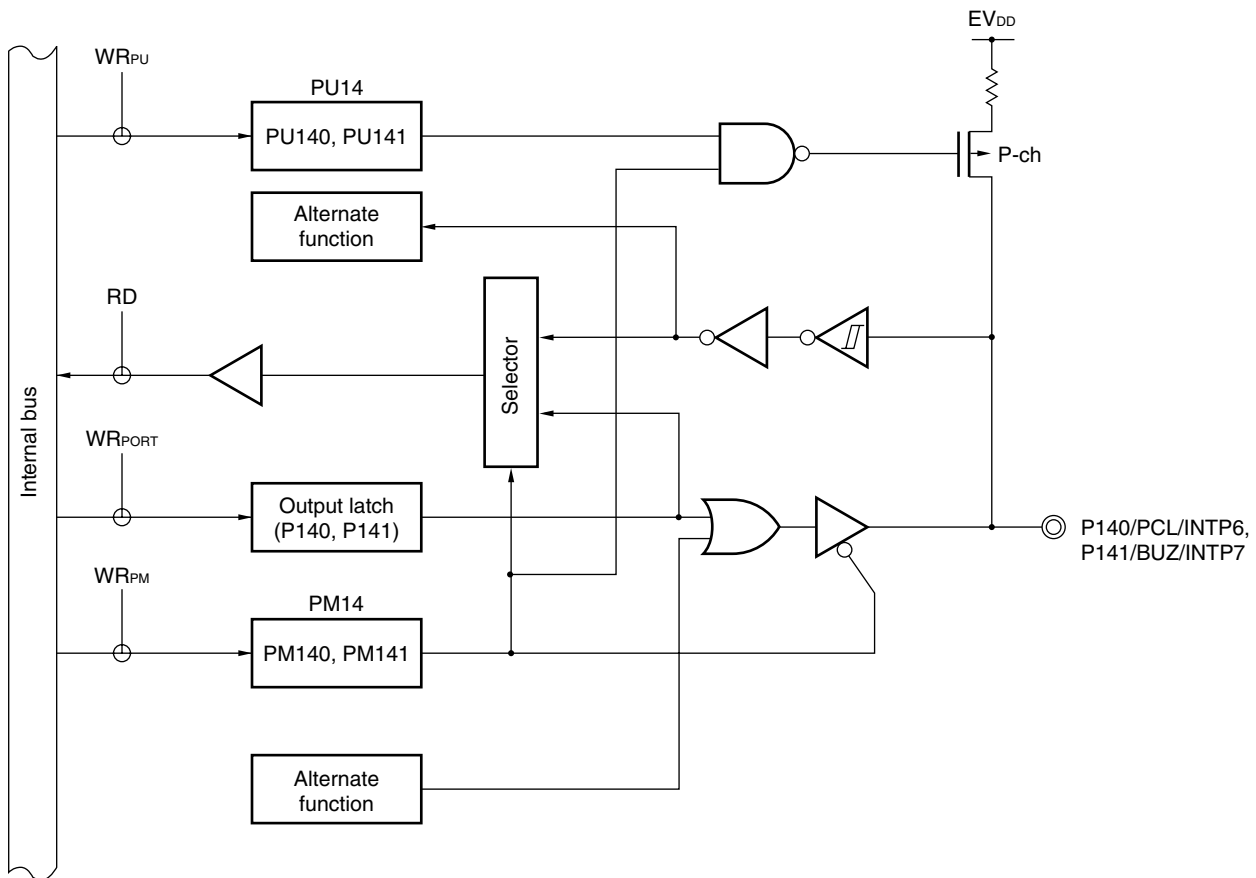 EVDD
WRPU
PU14
PU140, PU141
P-ch
Alternate
function
RD
Selector
Internal bus
WRPORT
Output latch
(P140, P141)
P140/PCL/INTP6,
P141/BUZ/INTP7
WRPM
PM14
PM140, PM141
Alternate
function